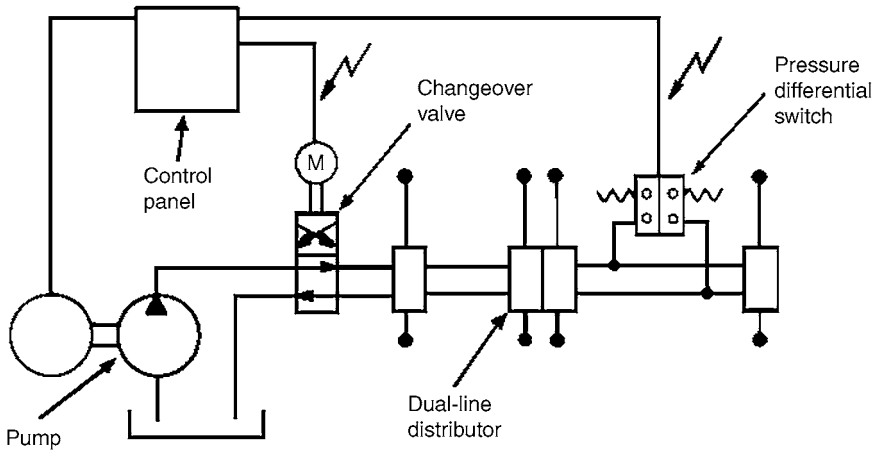 Pressure
differential
switch
Changeover
valve
M
Control
panel
Dual-line
distributor
Pump